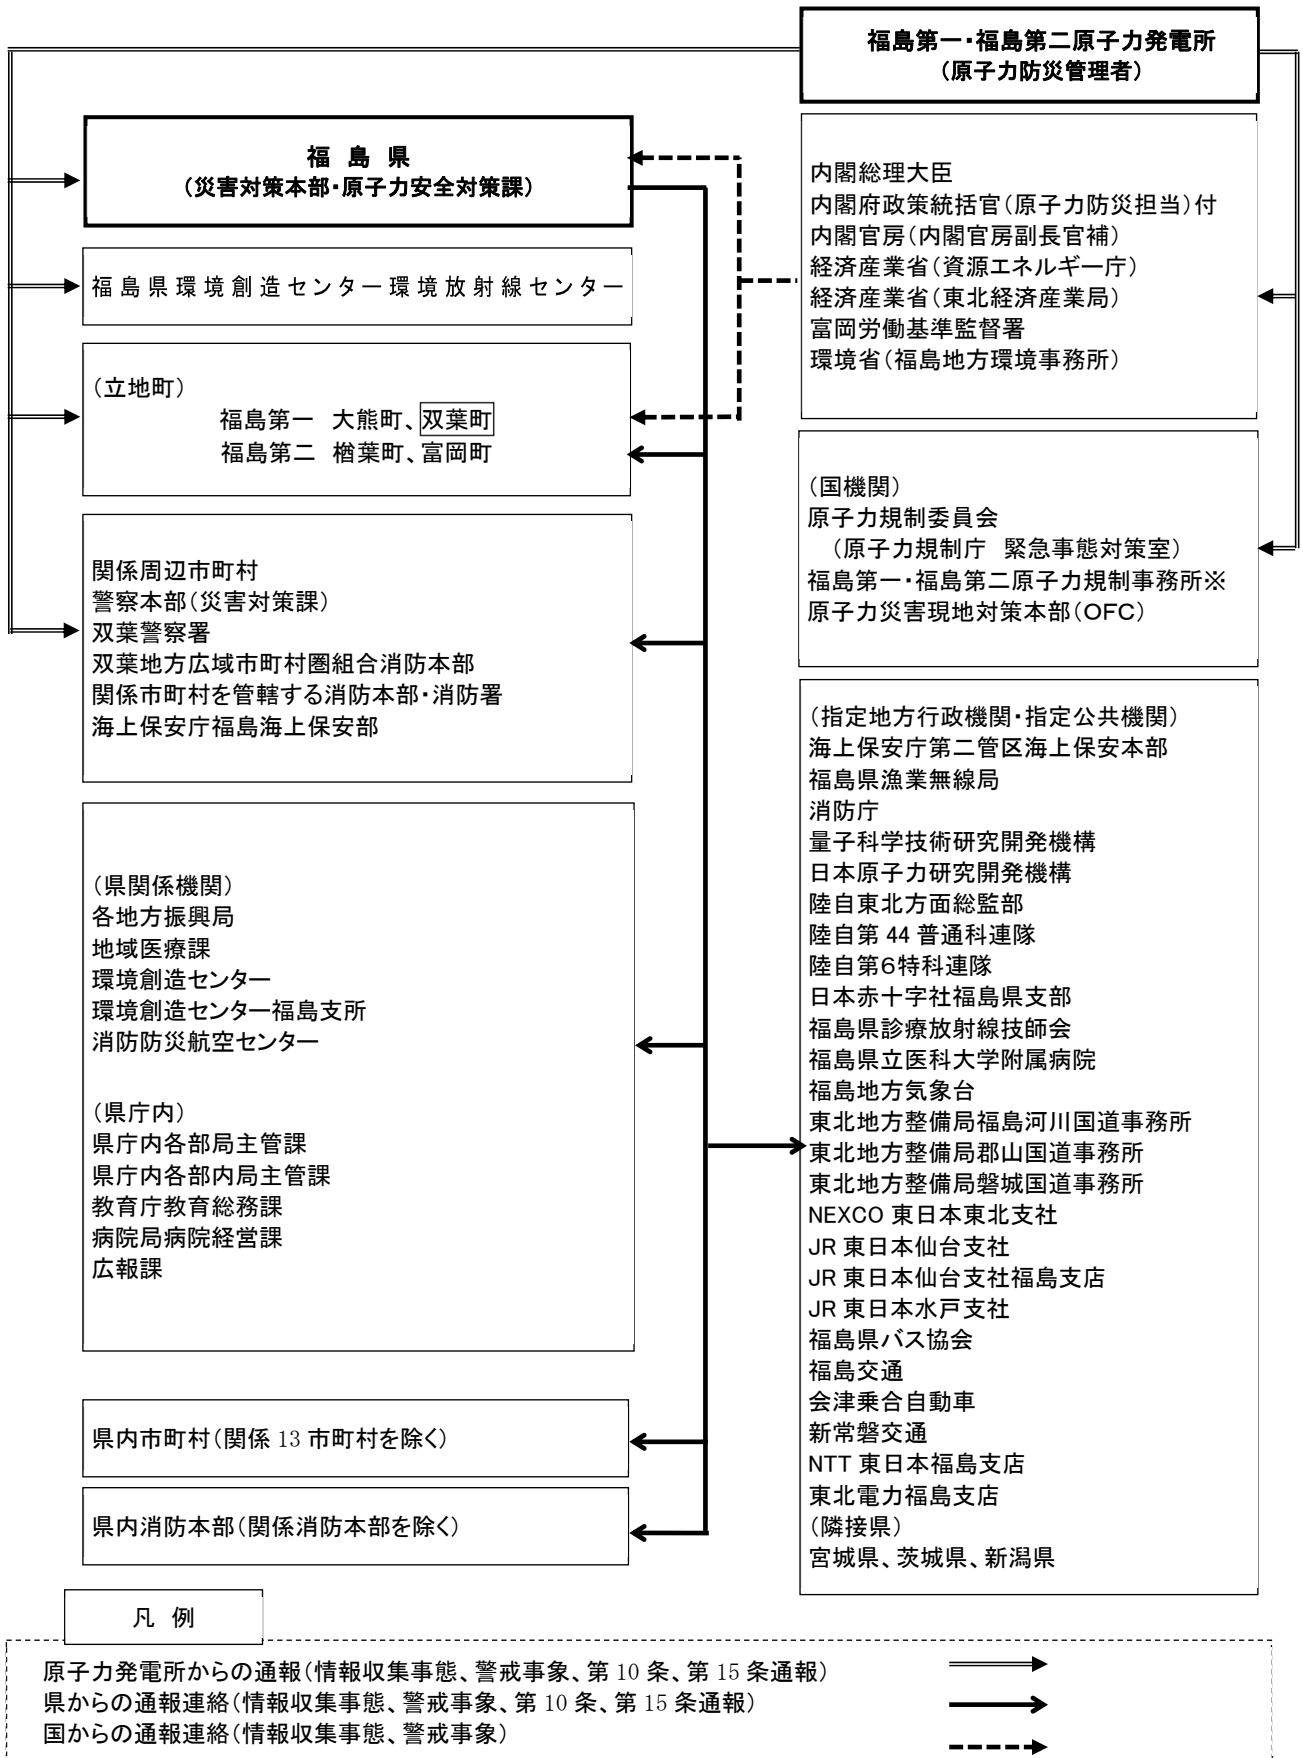 福島第一・福島第二原子力発電所
(原子力防災管理者)
福 島 県
(災害対策本部・原子力安全対策課)
福島県環境創造センター環境放射線センター
(立地町)
福島第一 大熊町、双葉町
福島第二 楢葉町、富岡町
関係周辺市町村
警察本部(災害対策課)
双葉警察署
双葉地方広域市町村圏組合消防本部
関係市町村を管轄する消防本部・消防署
海上保安庁福島海上保安部
(県関係機関)
各地方振興局
地域医療課
環境創造センター
環境創造センター福島支所
消防防災航空センター
(県庁内)
県庁内各部局主管課
県庁内各部内局主管課
教育庁教育総務課
病院局病院経営課
広報課
県内市町村(関係 13 市町村を除く)
県内消防本部(関係消防本部を除く)
内閣総理大臣
内閣府政策統括官(原子力防災担当)付
内閣官房(内閣官房副長官補)
経済産業省(資源エネルギー庁)
経済産業省(東北経済産業局)
富岡労働基準監督署
環境省(福島地方環境事務所)
(国機関)
原子力規制委員会
(原子力規制庁 緊急事態対策室)
福島第一・福島第二原子力規制事務所※
原子力災害現地対策本部(OFC)
(指定地方行政機関・指定公共機関)
海上保安庁第二管区海上保安本部
福島県漁業無線局
消防庁
量子科学技術研究開発機構
日本原子力研究開発機構
陸自東北方面総監部
陸自第 44 普通科連隊
陸自第6特科連隊
日本赤十字社福島県支部
福島県診療放射線技師会
福島県立医科大学附属病院
福島地方気象台
東北地方整備局福島河川国道事務所
東北地方整備局郡山国道事務所
東北地方整備局磐城国道事務所
NEXCO 東日本東北支社
JR 東日本仙台支社
JR 東日本仙台支社福島支店
JR 東日本水戸支社
福島県バス協会
福島交通
会津乗合自動車
新常磐交通
NTT 東日本福島支店
東北電力福島支店
(隣接県)
宮城県、茨城県、新潟県
凡 例
原子力発電所からの通報(情報収集事態、警戒事象、第 10 条、第 15 条通報)
県からの通報連絡(情報収集事態、警戒事象、第 10 条、第 15 条通報)
国からの通報連絡(情報収集事態、警戒事象)